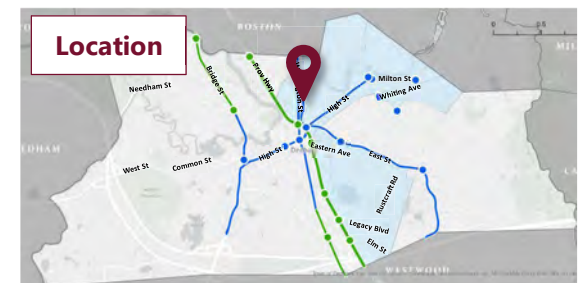 Location
BOSTON
0
Milton St
Whiting Ave
Prov Hwy
Bridge St
High St
Needham St
Eastern Ave
East St
High St
Common St
West St
Rustcraft Rd
Legacy Blvd
Elm St
WESTWOOD